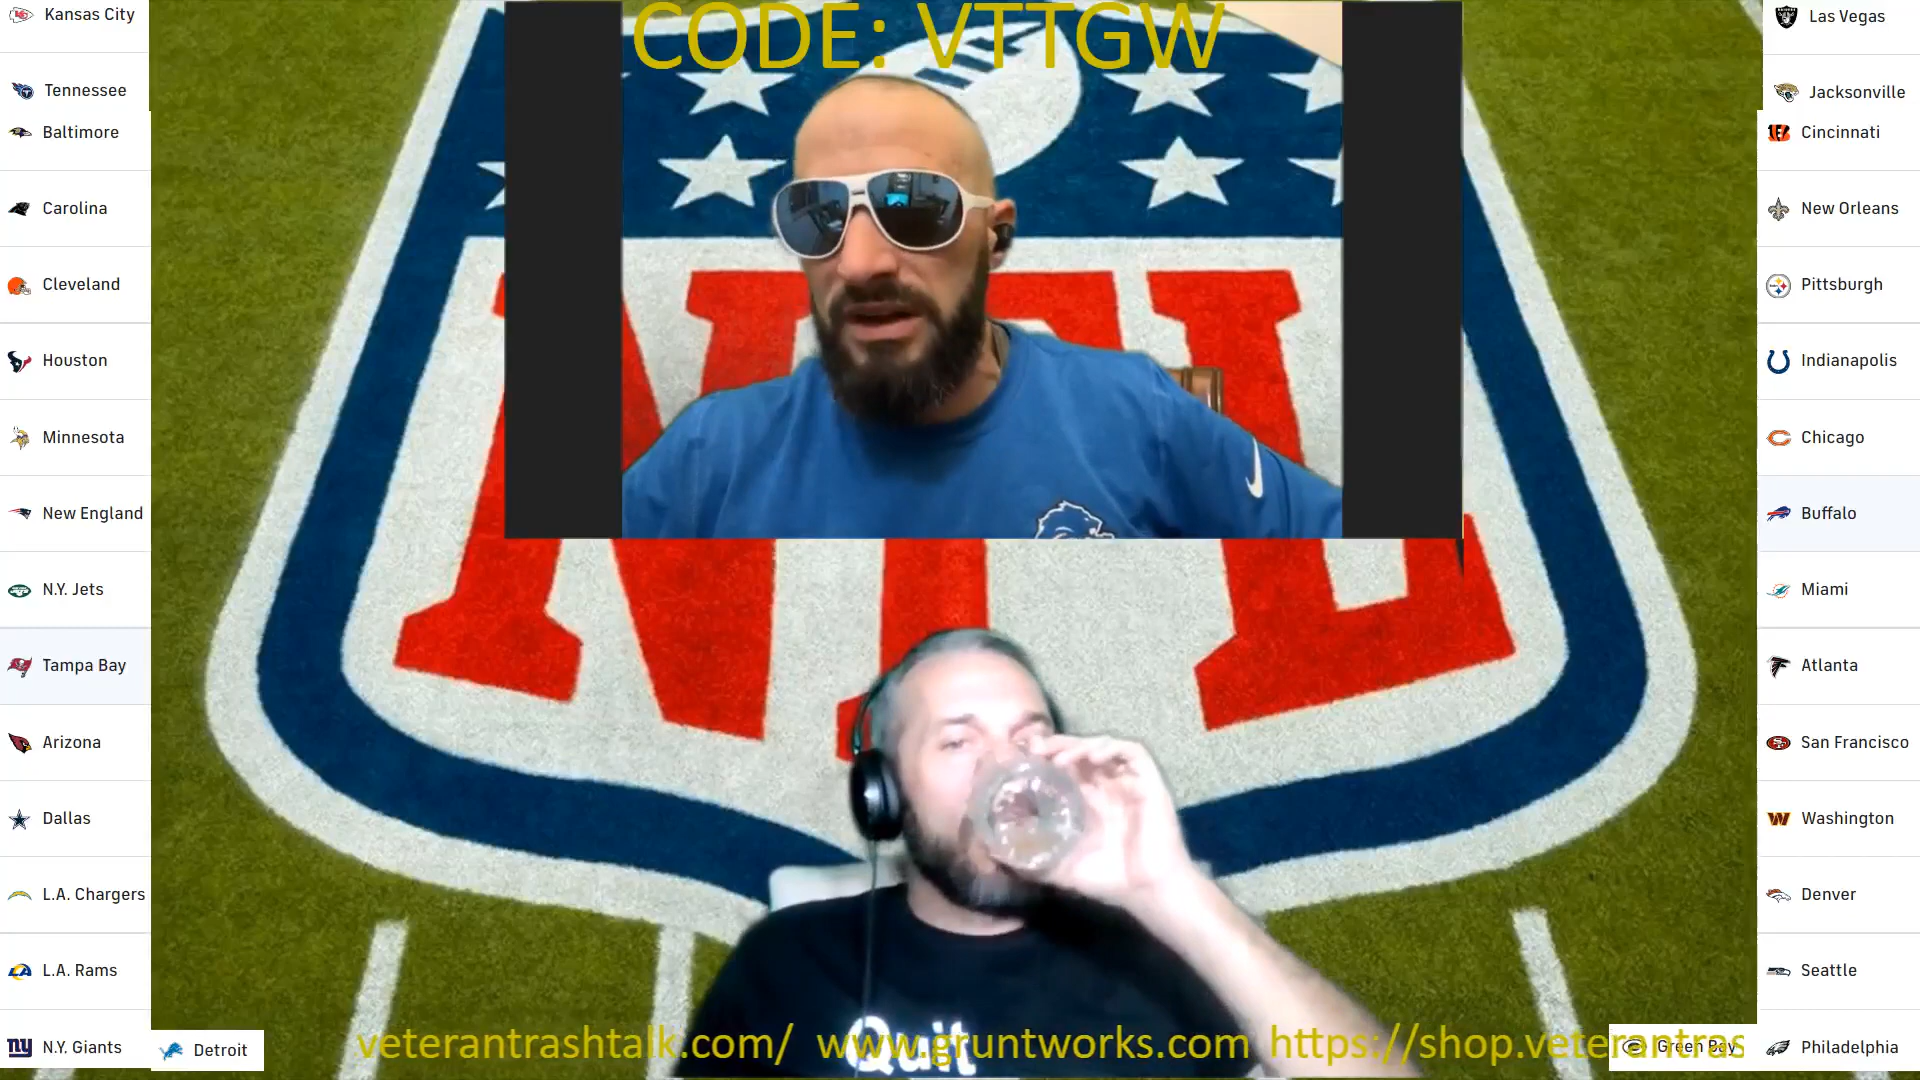 CODE: VTTGW
Kansas City
Tennessee
Baltimore
Carolina
Cleveland
Houston
Minnesota
New England
N.Y. Jets
Tampa Bay
Arizona
Dallas
L.A. Chargers
L.A. Rams
N.Y. Giants
Detroit
Las Vegas
Jacksonville
Cincinnati
New Orleans
Pittsburgh
Indianapolis
Chicago
Buffalo
Miami
Atlanta
San Francisco
Washington
Denver
Seattle
Philadelphia
Green Bay
NFL
Quit
veterantrashtalk.com/ www.gruntworks.com https://shop.veterantras